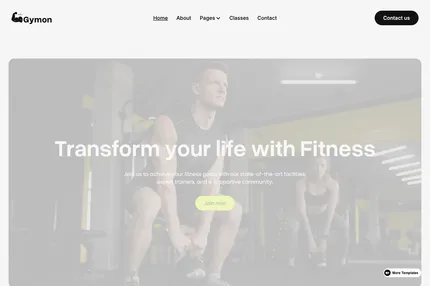 Gymon
Home
About
Pages
Classes
Contact
Contact us
Transform your life with Fitness
Join us to achieve your fitness goals with our state-of-the-art facilities,
expert trainers, and a supportive community.
Join now
More Templates